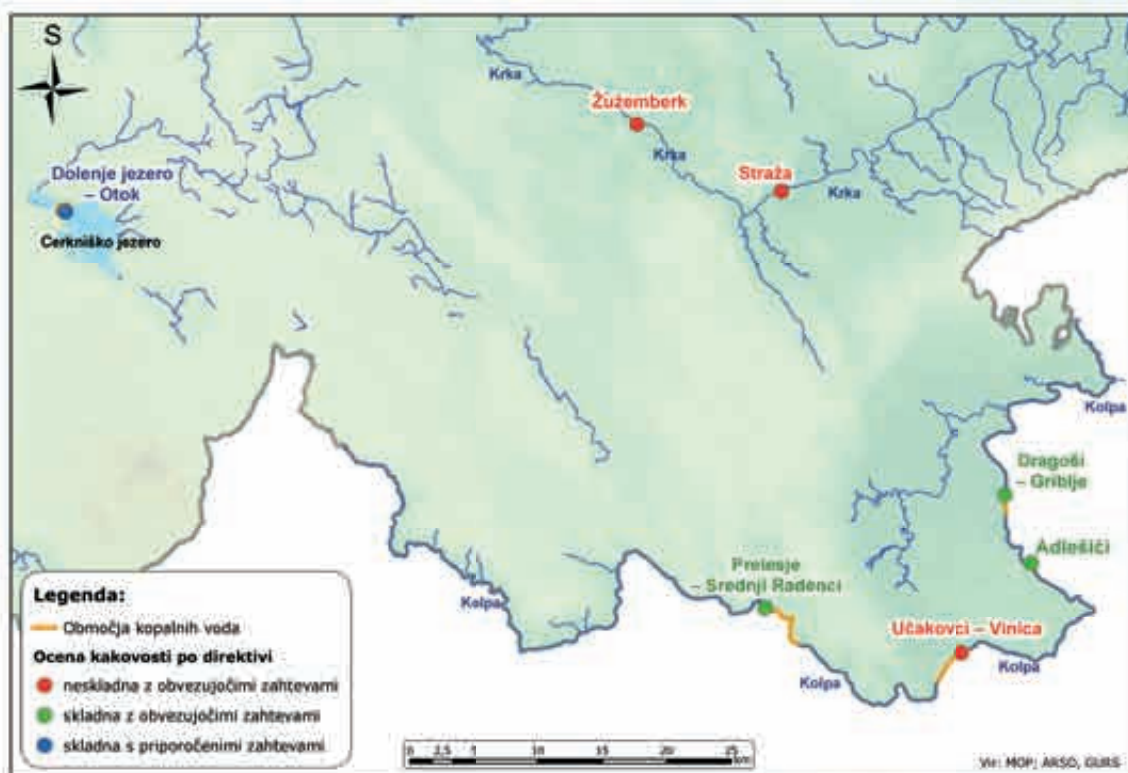 S
Krka
Žužemberk
Krka
Straža
Krka
Dolenje jezero
– Otok
Cerkniško jezero
Kolpa
Dragoši
– Griblje
Adlešiči
Prelesje
– Srednji Radenci
Učakovci – Vinica
Kolpa
Kolpa
Kolpa
Legenda:
Območja kopalnih voda
Ocena kakovosti po direktivi
neskladna z obvezujočimi zahtevami
skladna z obvezujočimi zahtevami
skladna s priporočenimi zahtevami
0 2,5 5 10 15 20 25
km
Vir: MOP; ARSO, GURS